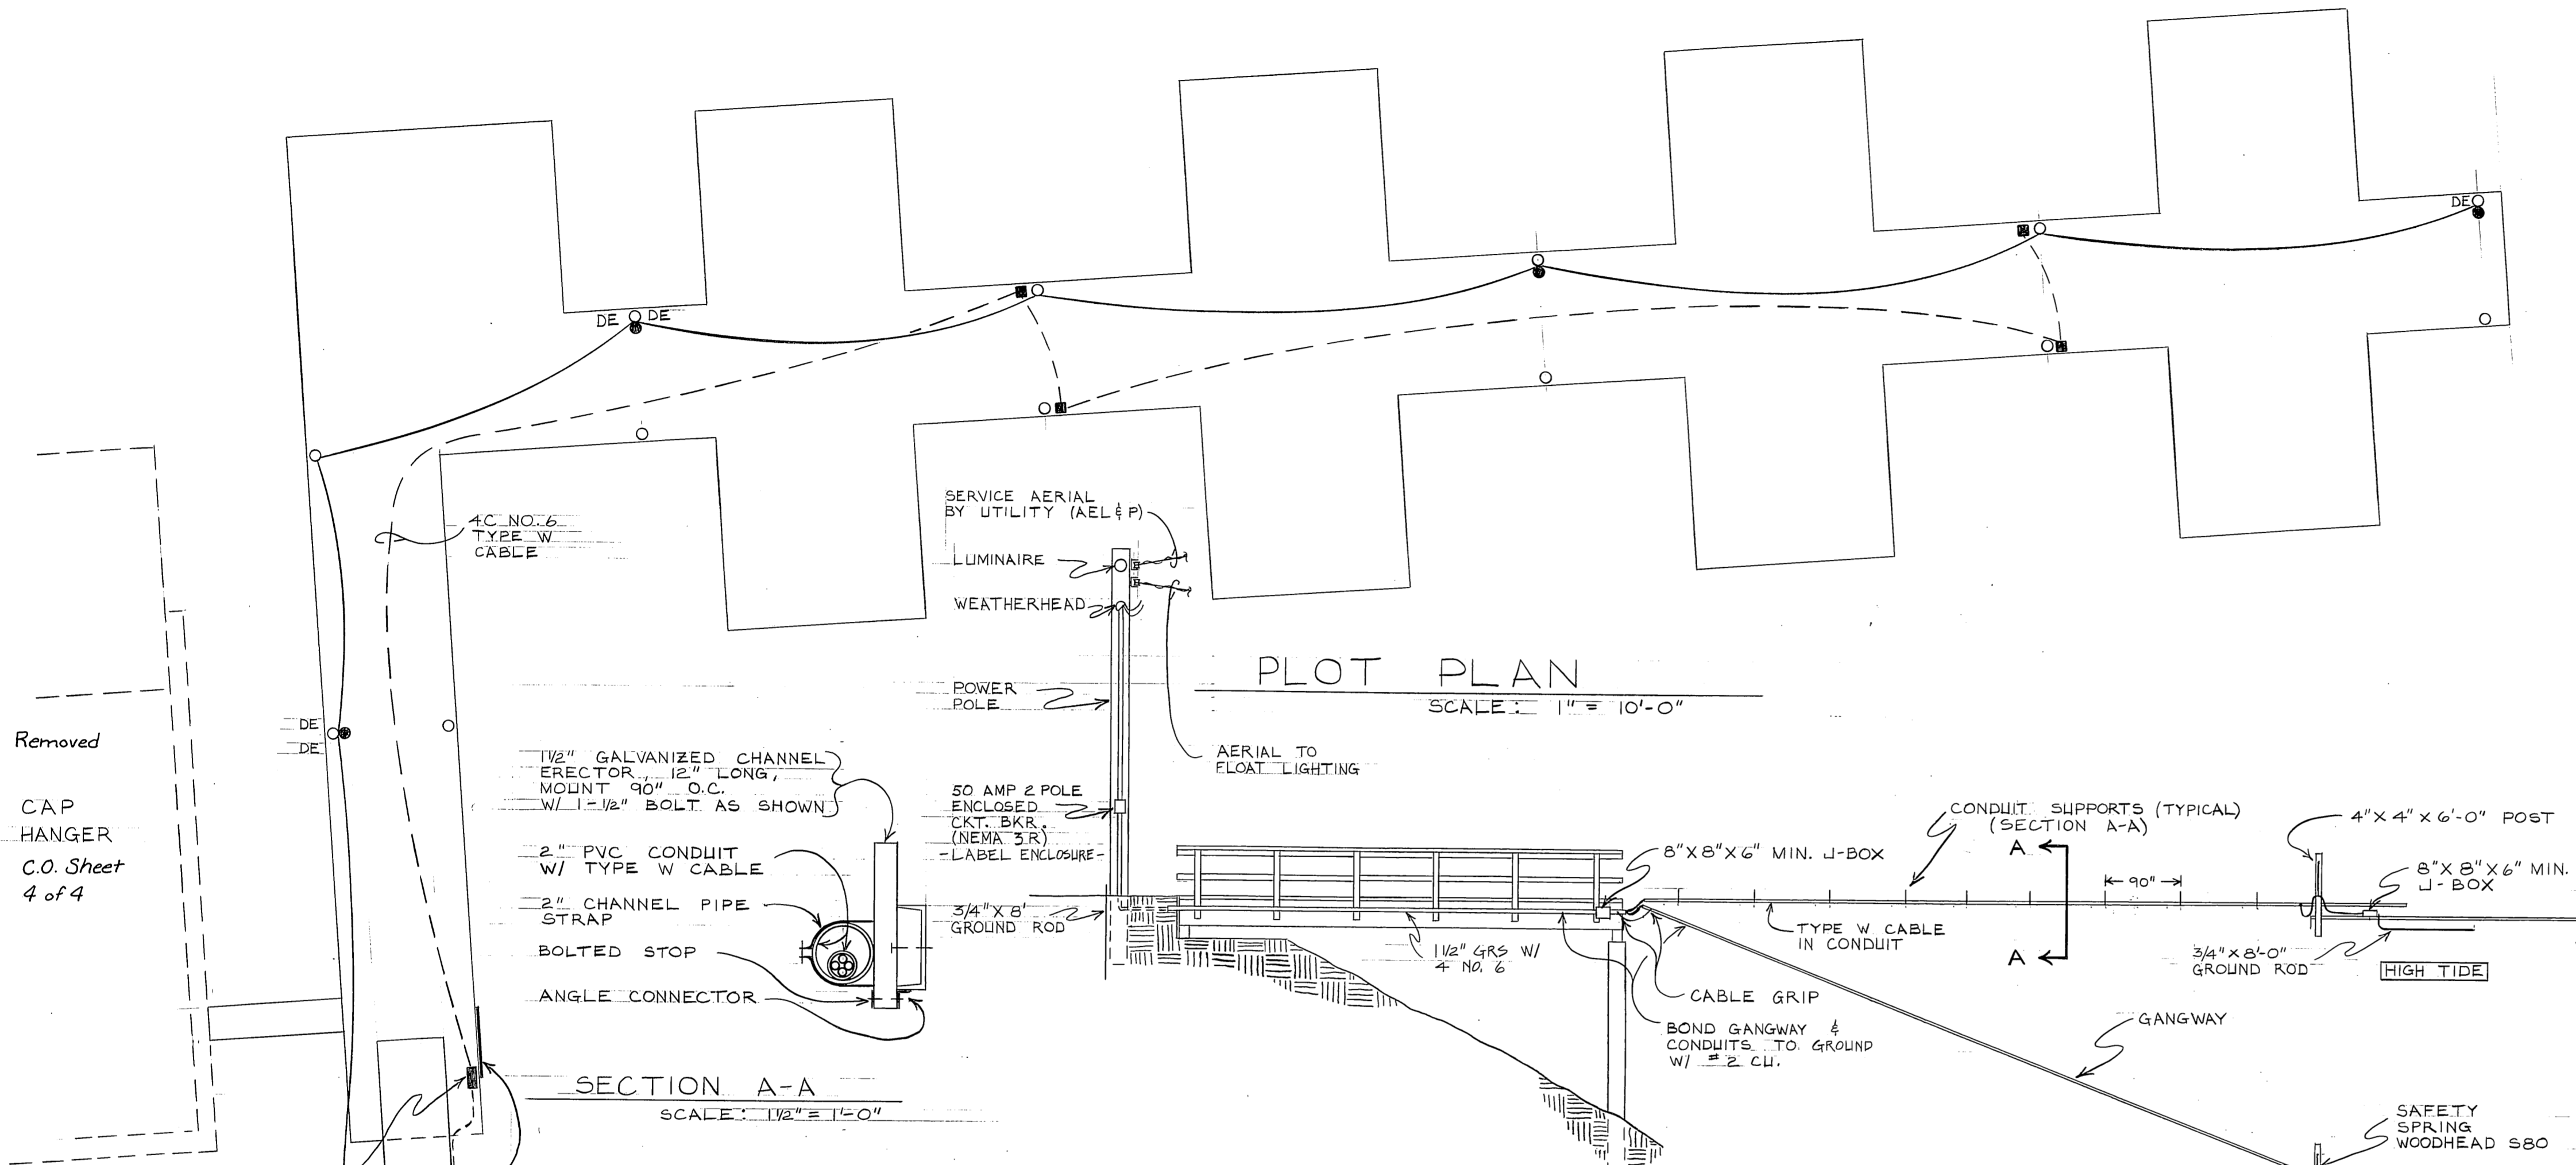 DE
DE DE
4C NO. 6
TYPE W
CABLE
SERVICE AERIAL
BY UTILITY (AEL & P)
LUMINAIRE
WEATHERHEAD
PLOT PLAN
SCALE: 1" = 10'-0"
POWER
POLE
AERIAL TO
FLOAT LIGHTING
DE
DE
Removed
CAP
HANGER
C.O. Sheet
4 of 4
1 1/2" GALVANIZED CHANNEL
ERECTOR, 12" LONG,
MOUNT 90" O.C.
W/ 1-1/2" BOLT AS SHOWN
2" PVC CONDUIT
W/ TYPE W CABLE
2" CHANNEL PIPE
STRAP
BOLTED STOP
ANGLE CONNECTOR
SECTION A-A
SCALE: 1 1/2" = 1'-0"
50 AMP 2 POLE
ENCLOSED
CKT. BKR.
(NEMA 3R)
-LABEL ENCLOSURE-
3/4" X 8'
GROUND ROD
8" X 8" X 6" MIN. J-BOX
1 1/2" GRS W/
4 NO. 6
CABLE GRIP
BOND GANGWAY &
CONDUITS TO GROUND
W/ #2 CU.
CONDUIT SUPPORTS (TYPICAL)
(SECTION A-A)
A
90"
TYPE W CABLE
IN CONDUIT
A
4" X 4" X 6'-0" POST
8" X 8" X 6" MIN.
J-BOX
3/4" X 8'-0"
GROUND ROD
HIGH TIDE
GANGWAY
SAFETY
SPRING
WOODHEAD S80